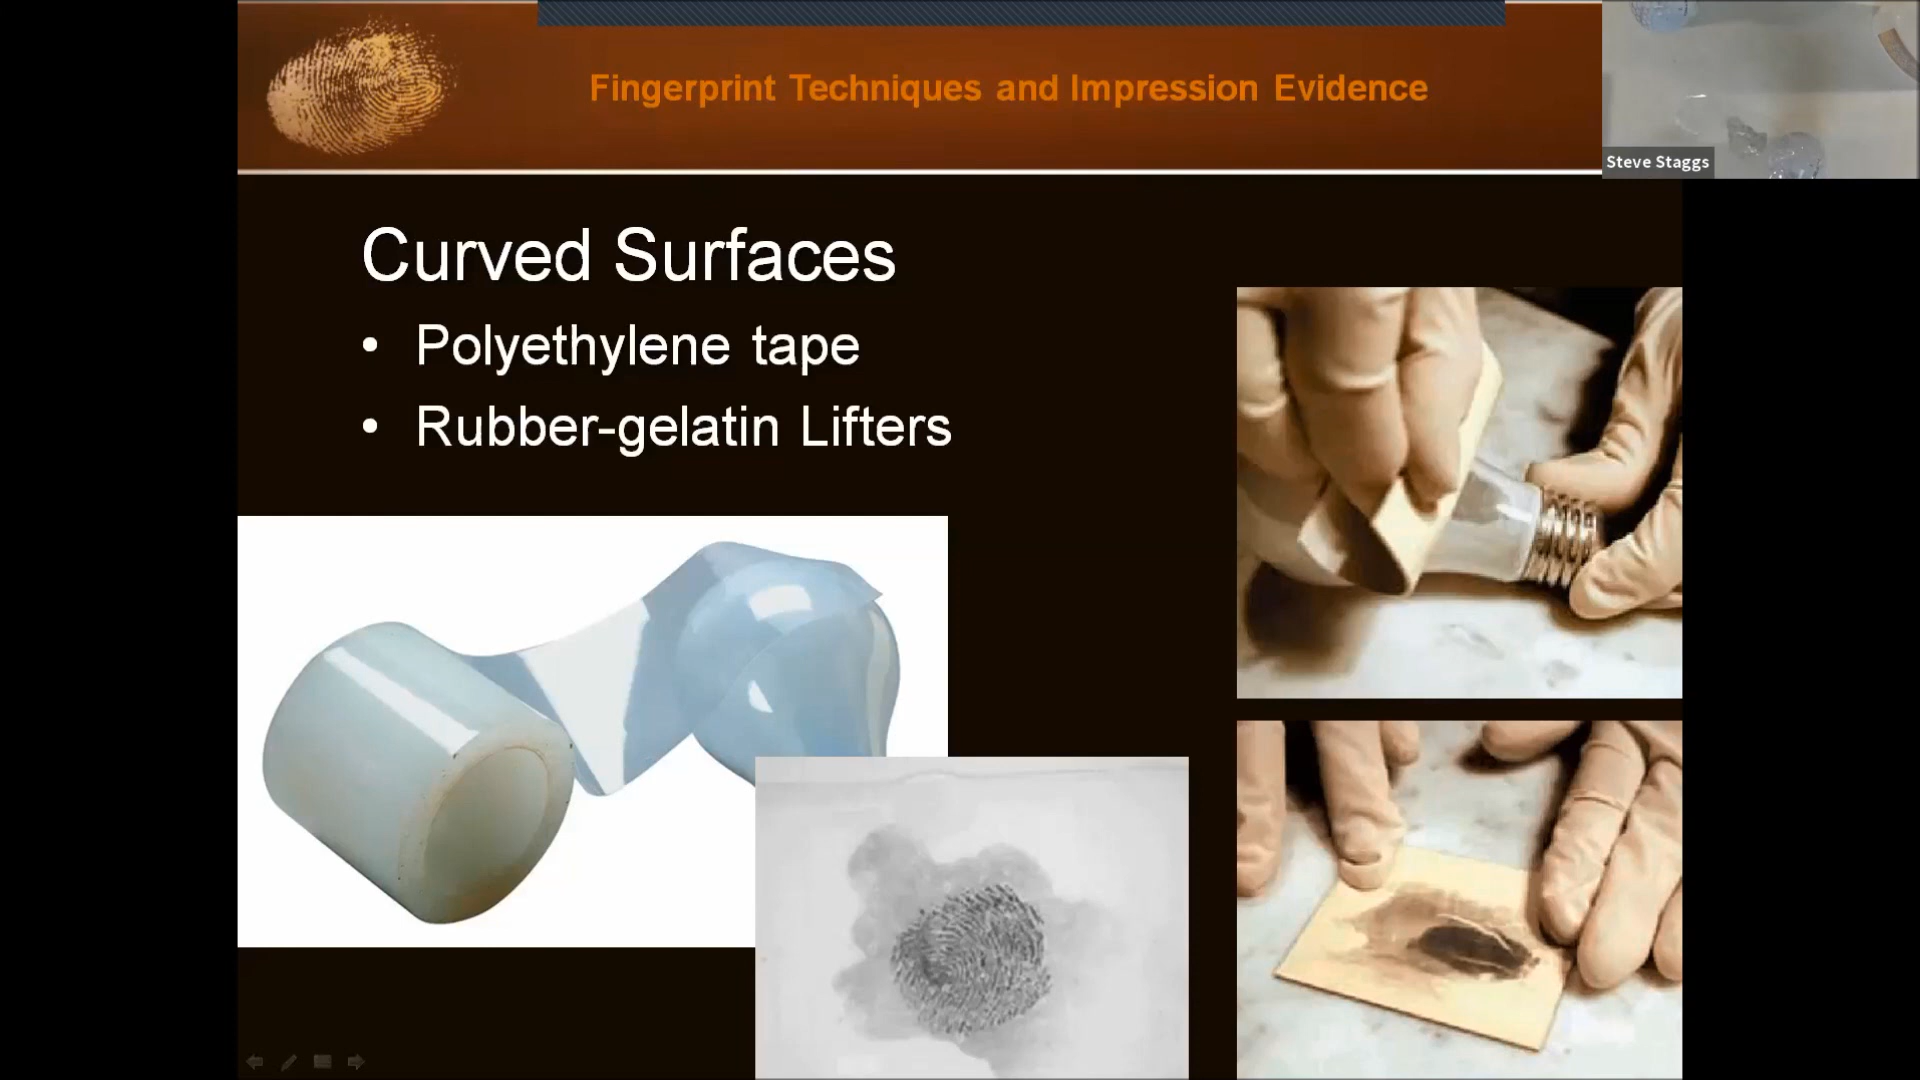 Fingerprint Techniques and Impression Evidence
Steve Staggs
Curved Surfaces
• Polyethylene tape
• Rubber-gelatin Lifters